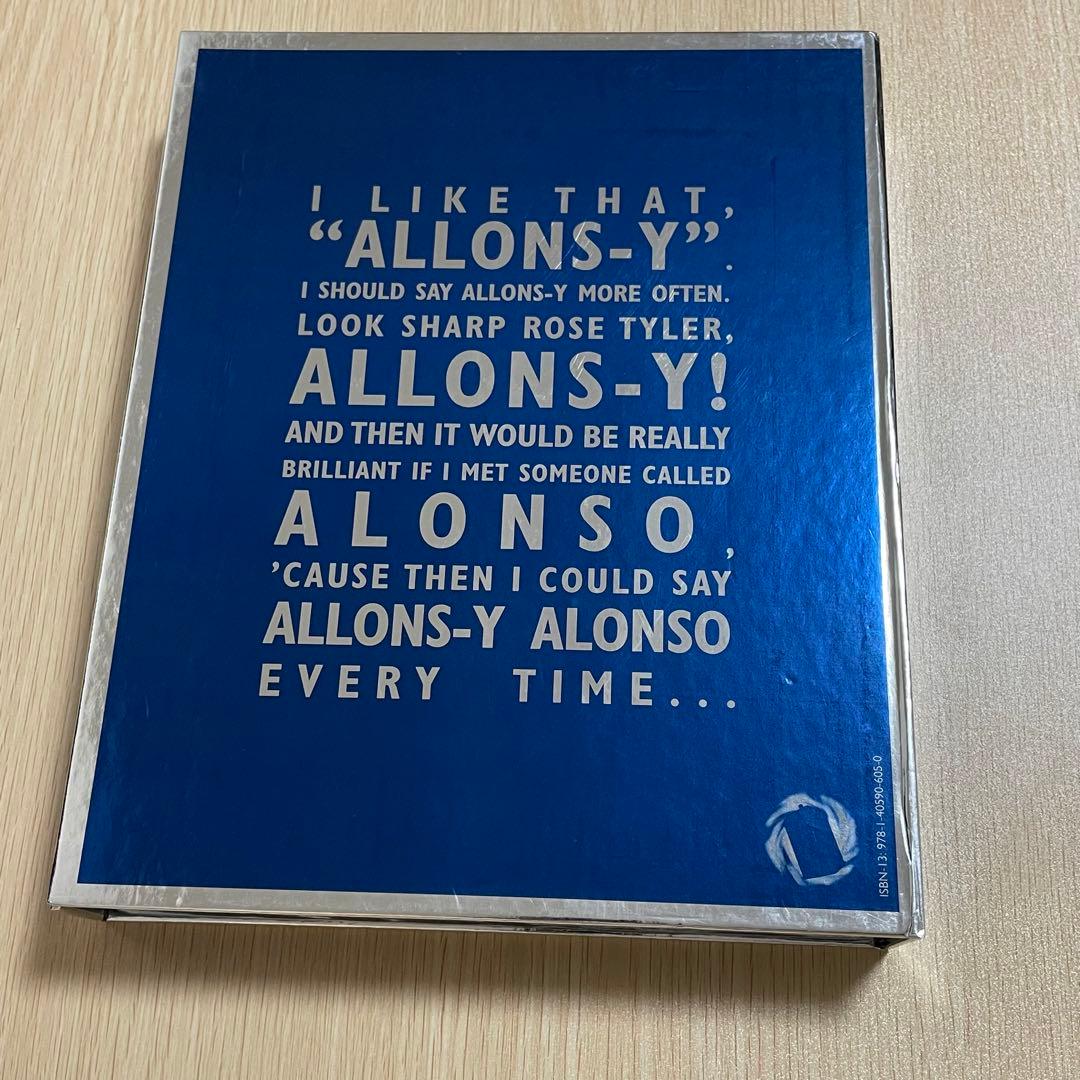 I LIKE THAT,
“ALLONS-Y”.
I SHOULD SAY ALLONS-Y MORE OFTEN.
LOOK SHARP ROSE TYLER,
ALLONS-Y!
AND THEN IT WOULD BE REALLY
BRILLIANT IF I MET SOMEONE CALLED
ALONSO,
’CAUSE THEN I COULD SAY
ALLONS-Y ALONSO
EVERY TIME...
ISBN-13: 978-1-40590-605-0